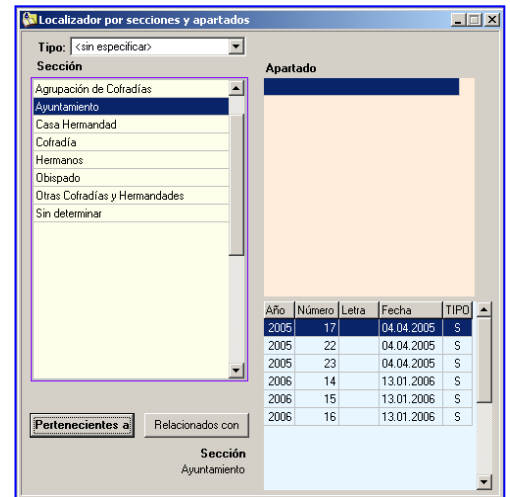 Localizador por secciones y apartados
Tipo: <sin especificar>
Sección
Apartado
Agrupación de Cofradías
Ayuntamiento
Casa Hermandad
Cofradía
Hermanos
Obispado
Otras Cofradías y Hermandades
Sin determinar
Año Número Letra Fecha TIPO
2005 17 04.04.2005 S
2005 22 04.04.2005 S
2005 23 04.04.2005 S
2006 14 13.01.2006 S
2006 15 13.01.2006 S
2006 16 13.01.2006 S
Pertenecientes a Relacionados con
Sección
Ayuntamiento